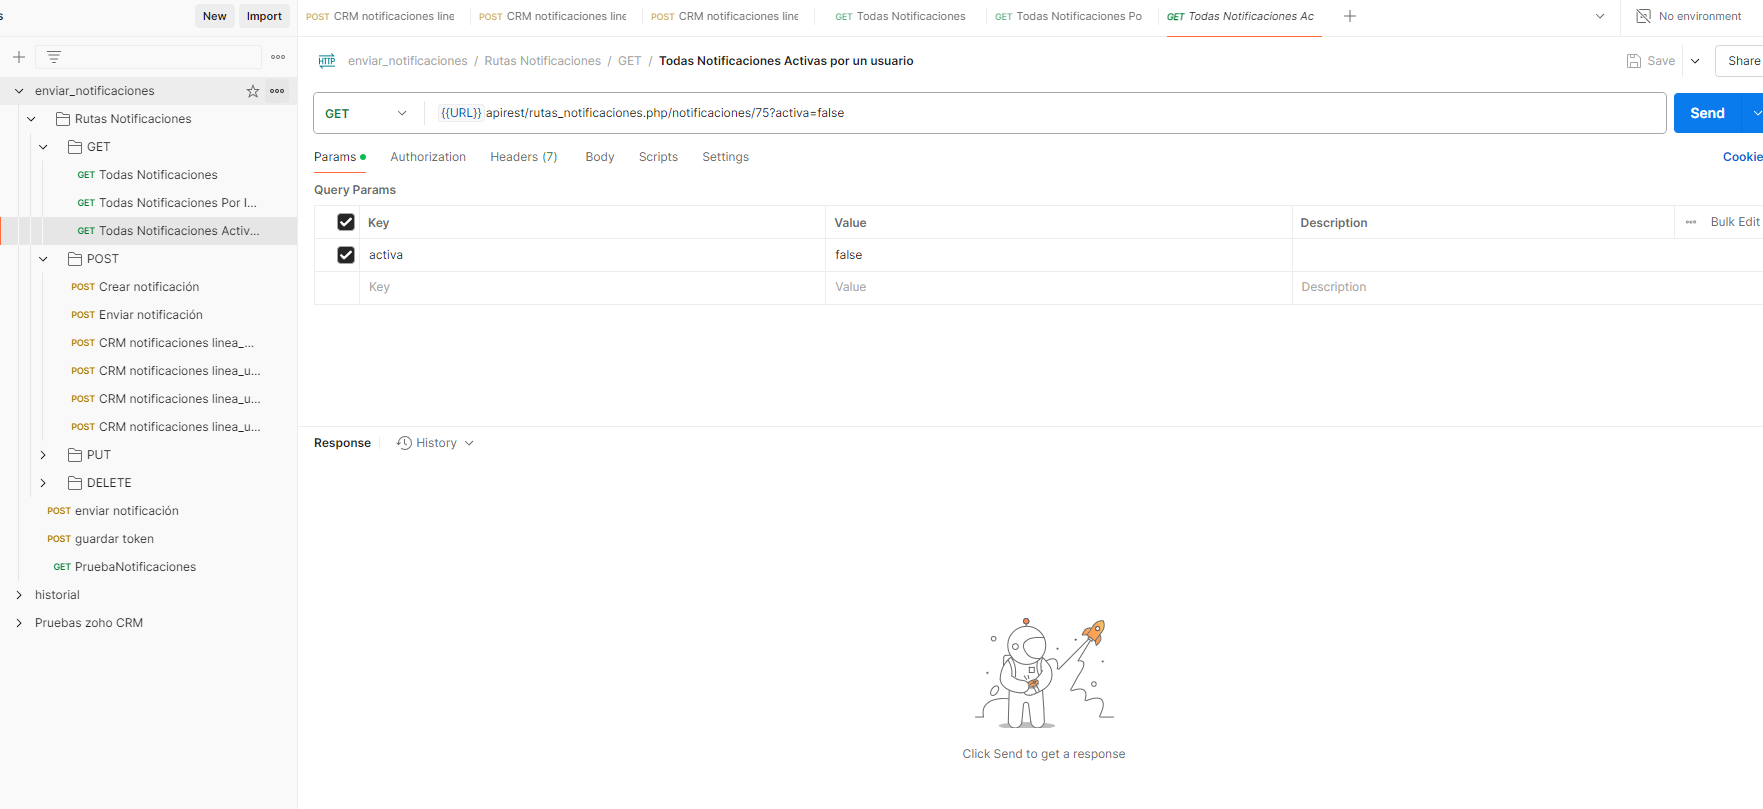 s
New
Import
POST CRM notificaciones line
POST CRM notificaciones line
POST CRM notificaciones line
GET Todas Notificaciones
GET Todas Notificaciones Po
GET Todas Notificaciones Ac
No environment
HTTP enviar_notificaciones / Rutas Notificaciones / GET / Todas Notificaciones Activas por un usuario
Save
Share
enviar_notificaciones
Rutas Notificaciones
GET
GET Todas Notificaciones
GET Todas Notificaciones Por I...
GET Todas Notificaciones Activ...
POST
POST Crear notificación
POST Enviar notificación
POST CRM notificaciones linea_...
POST CRM notificaciones linea_u...
POST CRM notificaciones linea_u...
POST CRM notificaciones linea_u...
PUT
DELETE
POST enviar notificación
POST guardar token
GET PruebaNotificaciones
historial
Pruebas zoho CRM
GET
{{URL}} apirest/rutas_notificaciones.php/notificaciones/75?activa=false
Send
Params
Authorization
Headers (7)
Body
Scripts
Settings
Cookie
Query Params
Key
Value
Description
Bulk Edit
activa
false
Key
Value
Description
Response
History
Click Send to get a response